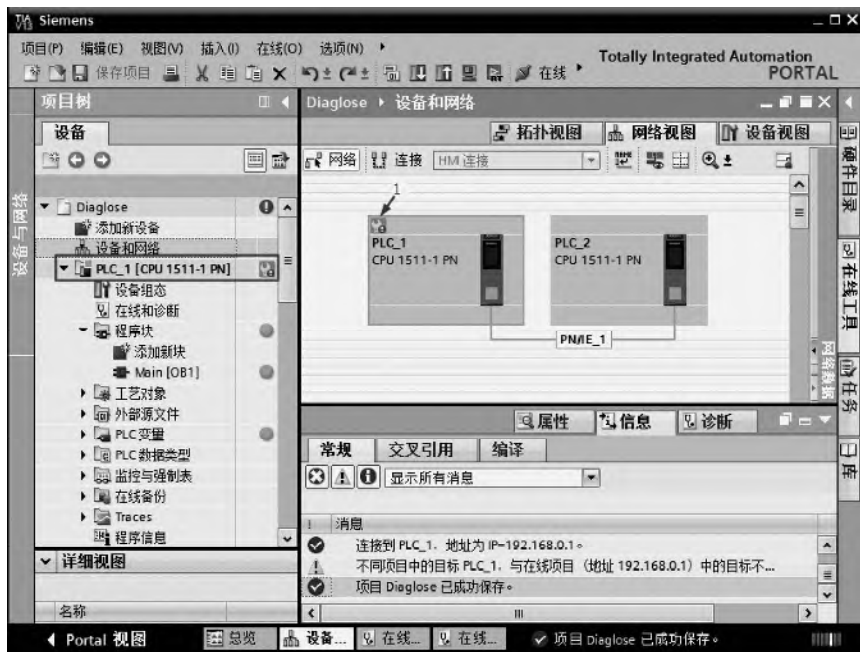 Siemens
项目(P) 编辑(E) 视图(V) 插入(I) 在线(O) 选项(N)
Totally Integrated Automation
PORTAL
保存项目
在线
项目树
Diaglose 设备和网络
设备
拓扑视图 网络视图 设备视图
网络 连接 HMI 连接
设备与网络
Diaglose
添加新设备
设备和网络
PLC_1 [CPU 1511-1 PN]
设备组态
在线和诊断
程序块
添加新块
Main [OB1]
工艺对象
外部源文件
PLC变量
PLC数据类型
监控与强制表
在线备份
Traces
程序信息
详细视图
名称
1
PLC_1
CPU 1511-1 PN
PLC_2
CPU 1511-1 PN
PN/IE_1
网络数据
硬件目录
在线工具
任务
库
属性 信息 诊断
常规 交叉引用 编译
显示所有消息
! 消息
连接到 PLC_1，地址为 IP=192.168.0.1。
不同项目中的目标 PLC_1，与在线项目（地址 192.168.0.1）中的目标不...
项目 Diaglose 已成功保存。
Portal 视图 总览 设备... 在线... 在线... 项目 Diaglose 已成功保存。